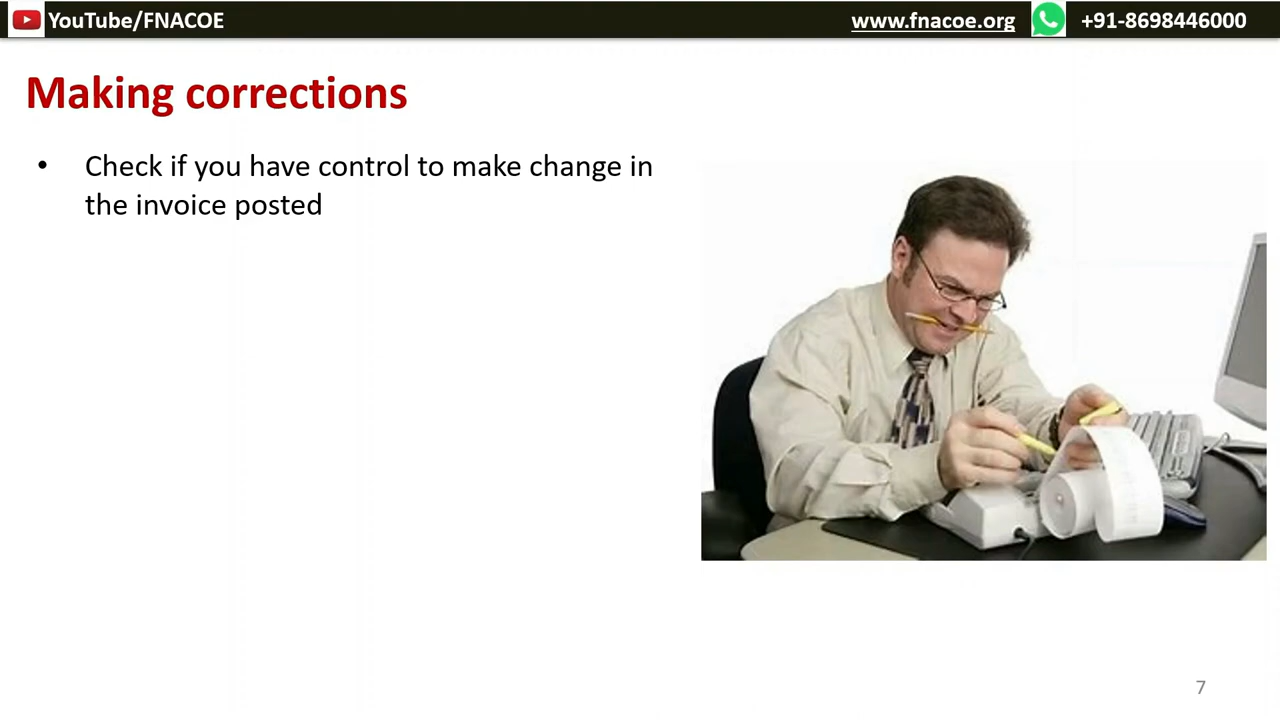 YouTube/FNACOE
www.fnacoe.org
+91-8698446000
Making corrections
• Check if you have control to make change in
the invoice posted
7